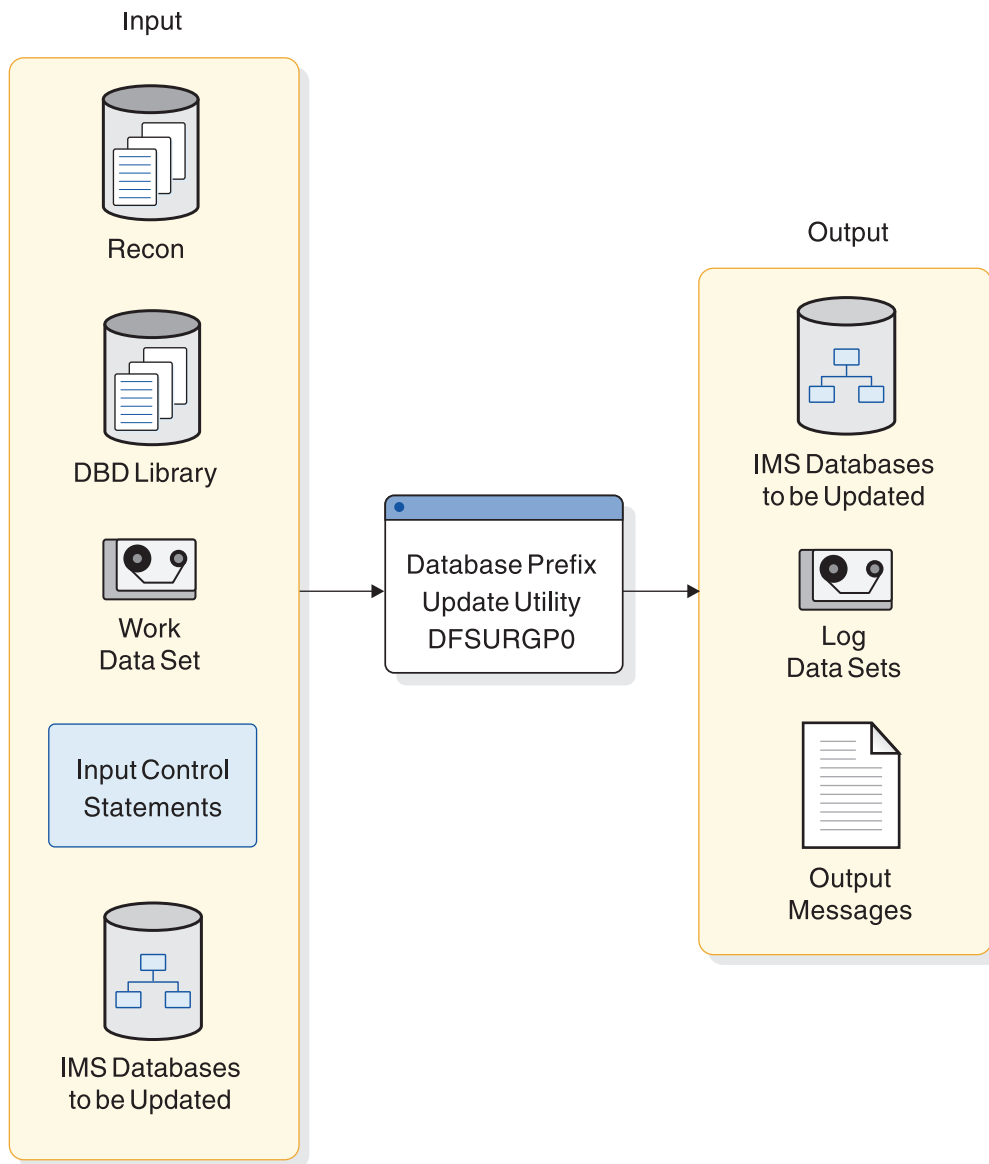 Input
Recon
DBD Library
Work
Data Set
Input Control
Statements
IMS Databases
to be Updated
Database Prefix
Update Utility
DFSURGP0
Output
IMS Databases
to be Updated
Log
Data Sets
Output
Messages